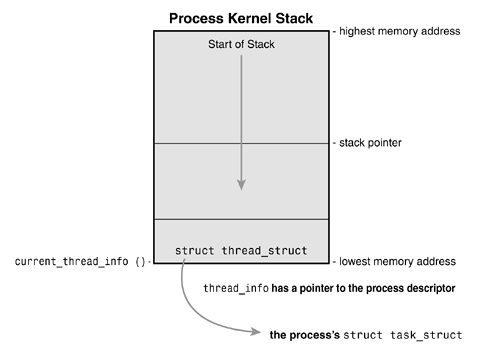 Process Kernel Stack
highest memory address
Start of Stack
stack pointer
struct thread_struct
current_thread_info ()
lowest memory address
thread_info has a pointer to the process descriptor
the process's struct task_struct